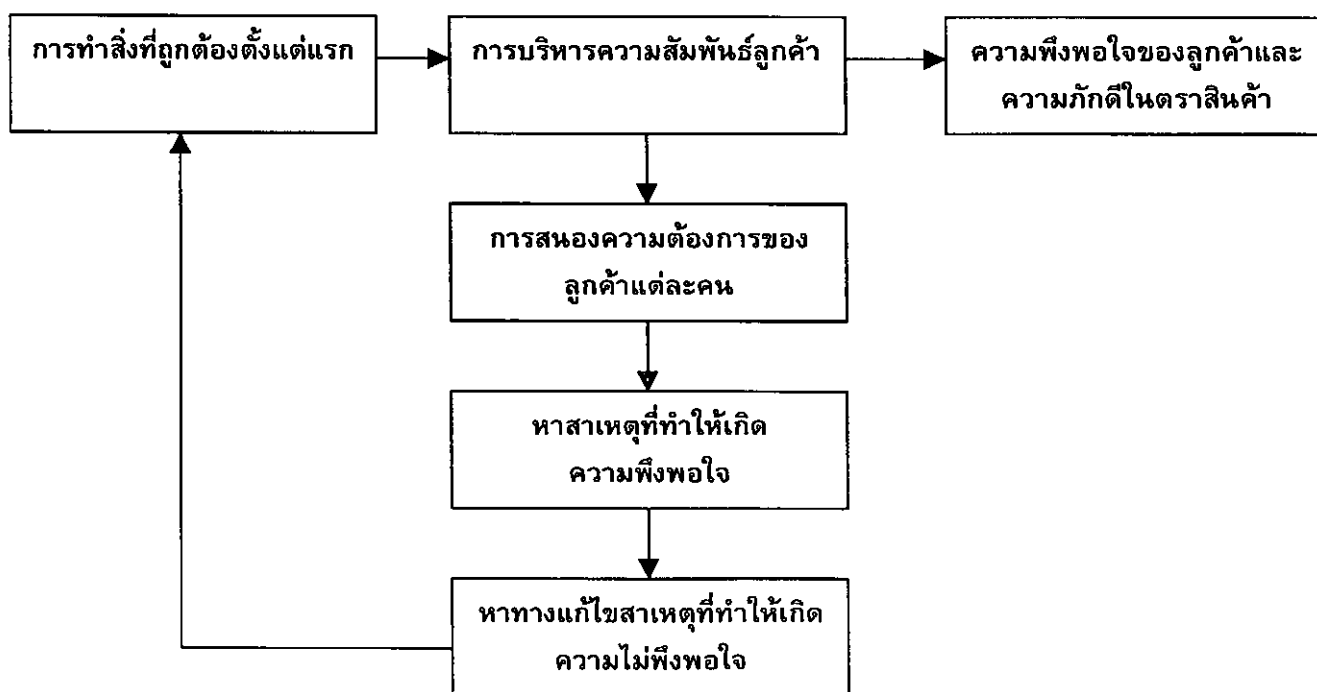 การทำสิ่งที่ถูกต้องตั้งแต่แรก
การบริหารความสัมพันธ์ลูกค้า
ความพึงพอใจของลูกค้าและ
ความภักดีในตราสินค้า
การสนองความต้องการของ
ลูกค้าแต่ละคน
หาสาเหตุที่ทำให้เกิด
ความพึงพอใจ
หาทางแก้ไขสาเหตุที่ทำให้เกิด
ความไม่พึงพอใจ